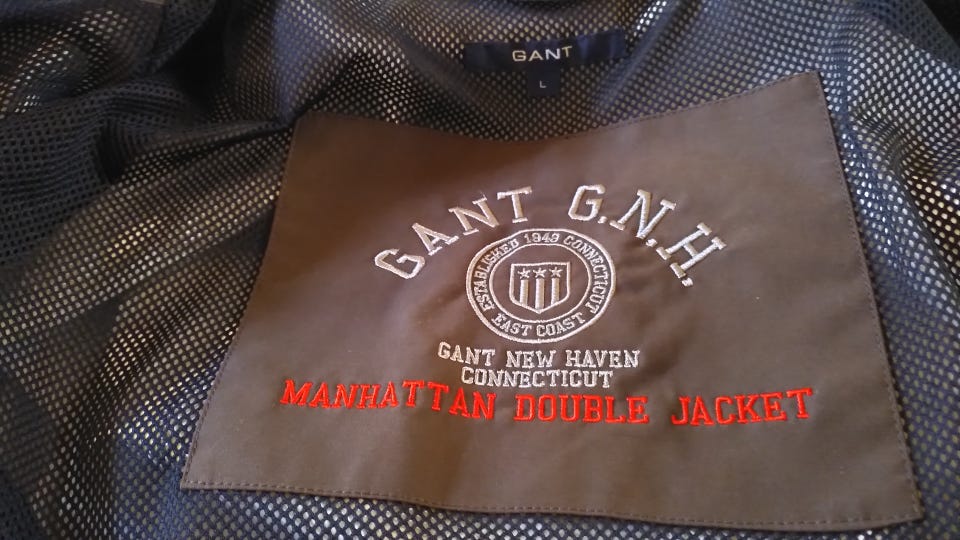 GANT
L
GANT G.N.H.
ESTABLISHED 1949 CONNECTICUT
EAST COAST
GANT NEW HAVEN
CONNECTICUT
MANHATTAN DOUBLE JACKET